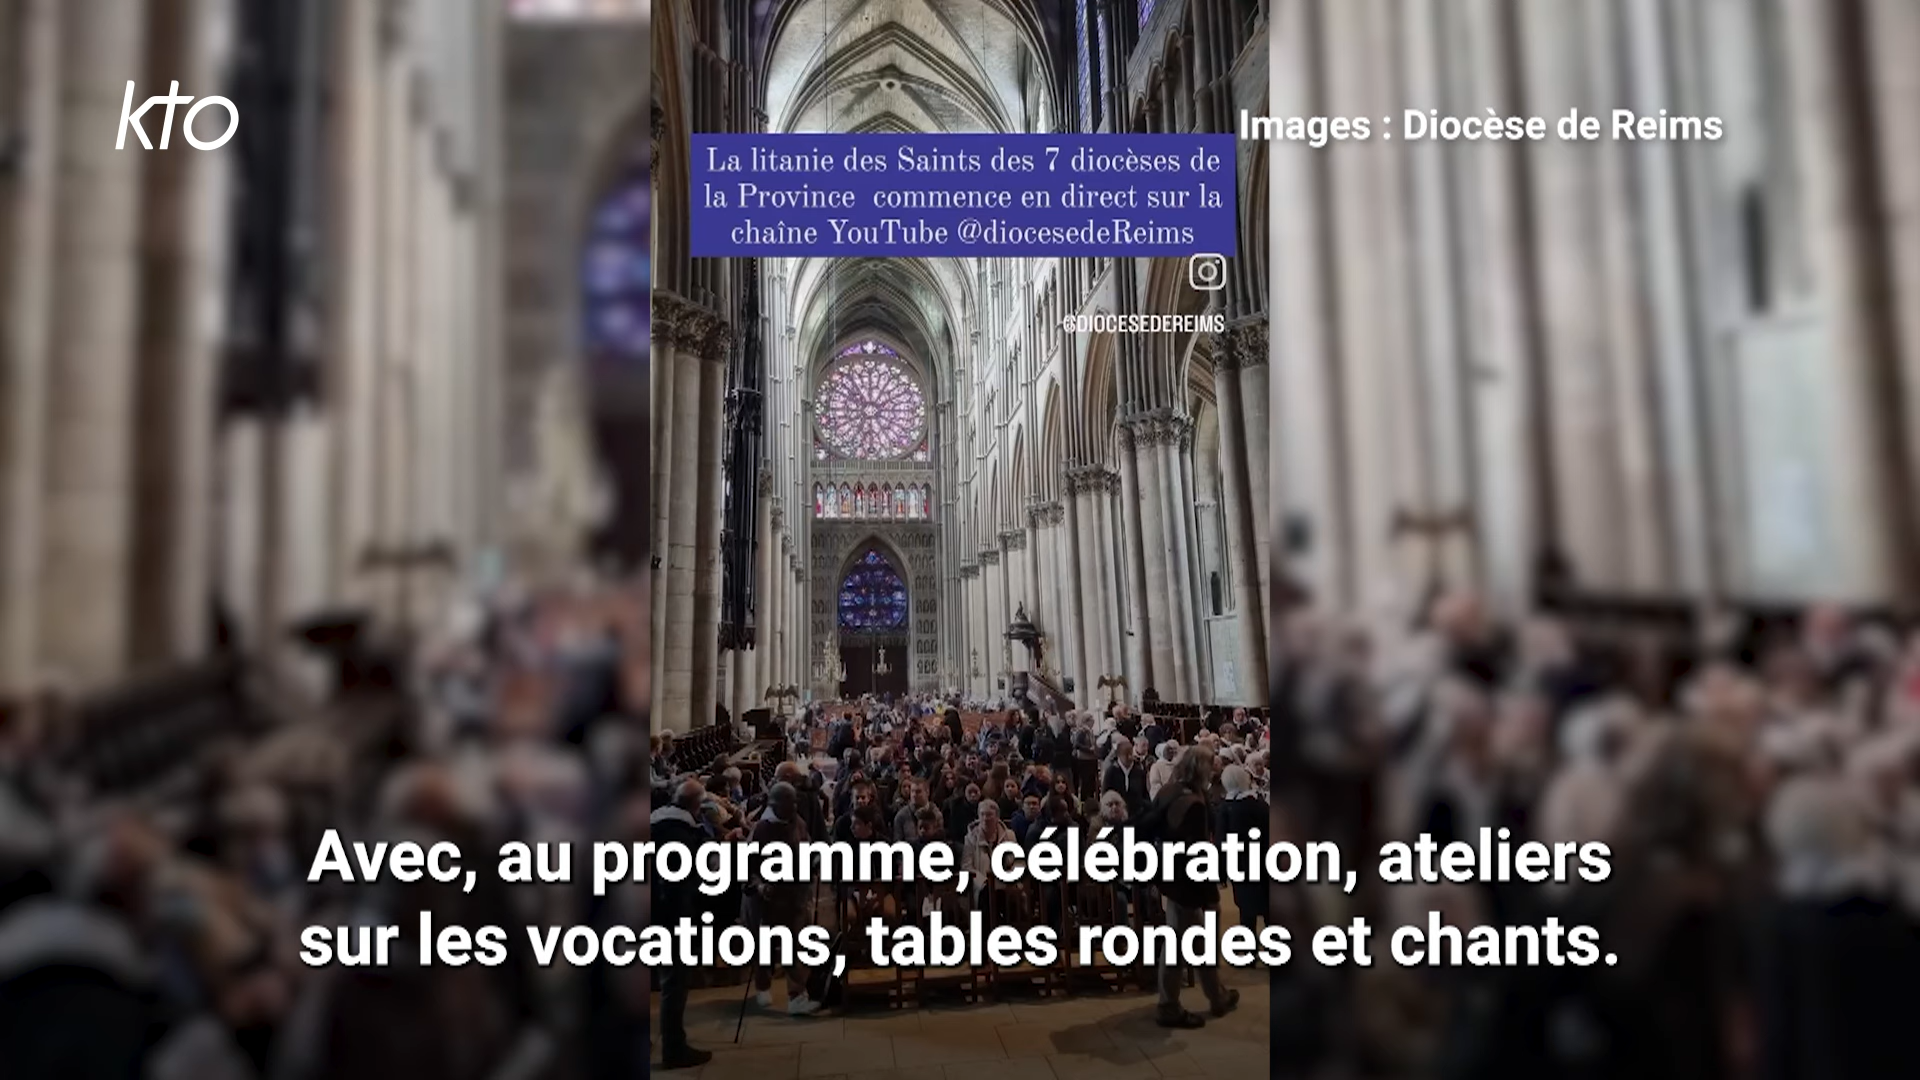 kto
Images : Diocèse de Reims
La litanie des Saints des 7 diocèses de
la Province commence en direct sur la
chaîne YouTube @diocesedeReims
@DIOCESEDEREIMS
Avec, au programme, célébration, ateliers
sur les vocations, tables rondes et chants.